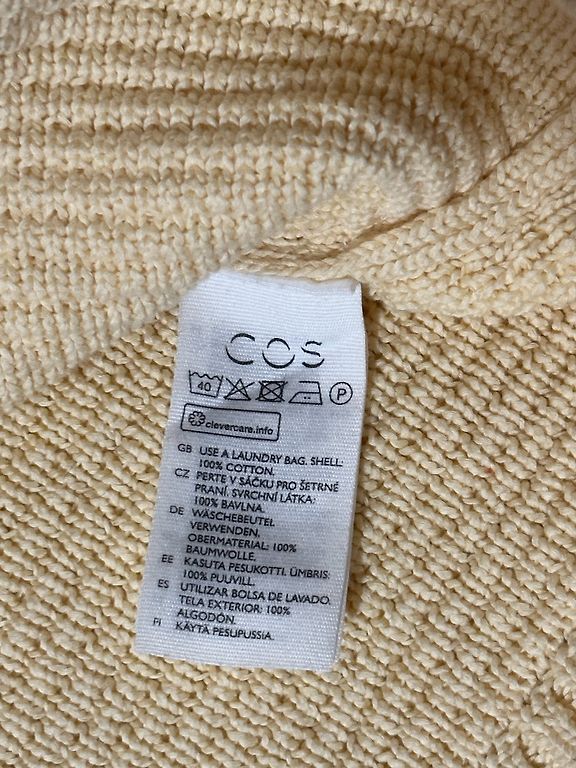 COS
40 P
clevercare.info
GB USE A LAUNDRY BAG. SHELL:
100% COTTON.
CZ PERTE V SÁČKU PRO ŠETRNÉ
PRANÍ. SVRCHNÍ LÁTKA:
100% BAVLNA.
DE WÄSCHEBEUTEL
VERWENDEN.
OBERMATERIAL: 100%
BAUMWOLLE.
EE KASUTA PESUKOTTI. ÜMBRIS:
100% PUUVILL.
ES UTILIZAR BOLSA DE LAVADO.
TELA EXTERIOR: 100%
ALGODÓN.
FI KÄYTÄ PESUPUSSIA.